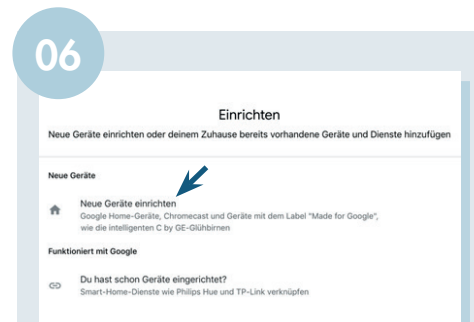 06
Einrichten
Neue Geräte einrichten oder deinem Zuhause bereits vorhandene Geräte und Dienste hinzufügen
Neue Geräte
Neue Geräte einrichten
Google Home-Geräte, Chromecast und Geräte mit dem Label "Made for Google",
wie die intelligenten C by GE-Glühbirnen
Funktioniert mit Google
Du hast schon Geräte eingerichtet?
Smart-Home-Dienste wie Philips Hue und TP-Link verknüpfen